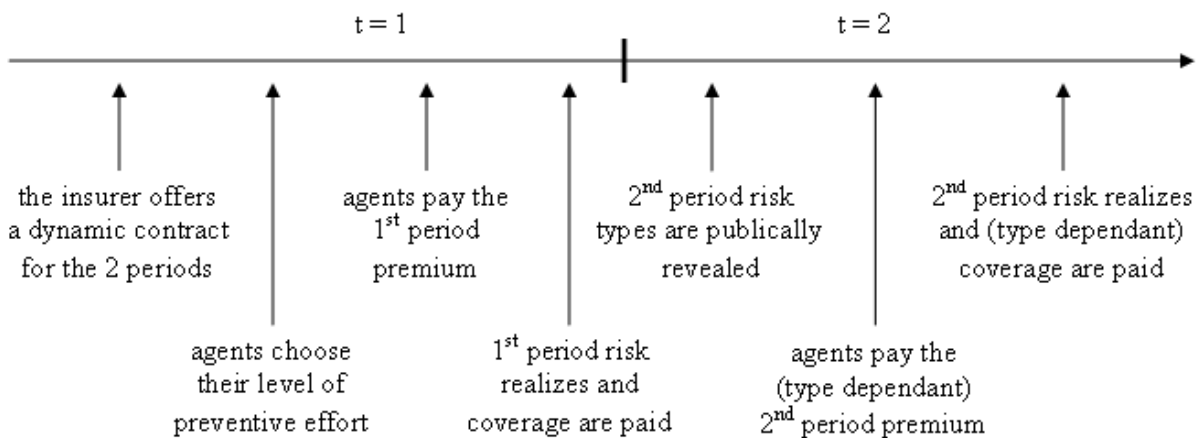 t = 1
t = 2
the insurer offers
a dynamic contract
for the 2 periods
agents choose
their level of
preventive effort
agents pay the
1st period
premium
1st period risk
realizes and
coverage are paid
2nd period risk
types are publically
revealed
agents pay the
(type dependant)
2nd period premium
2nd period risk realizes
and (type dependant)
coverage are paid